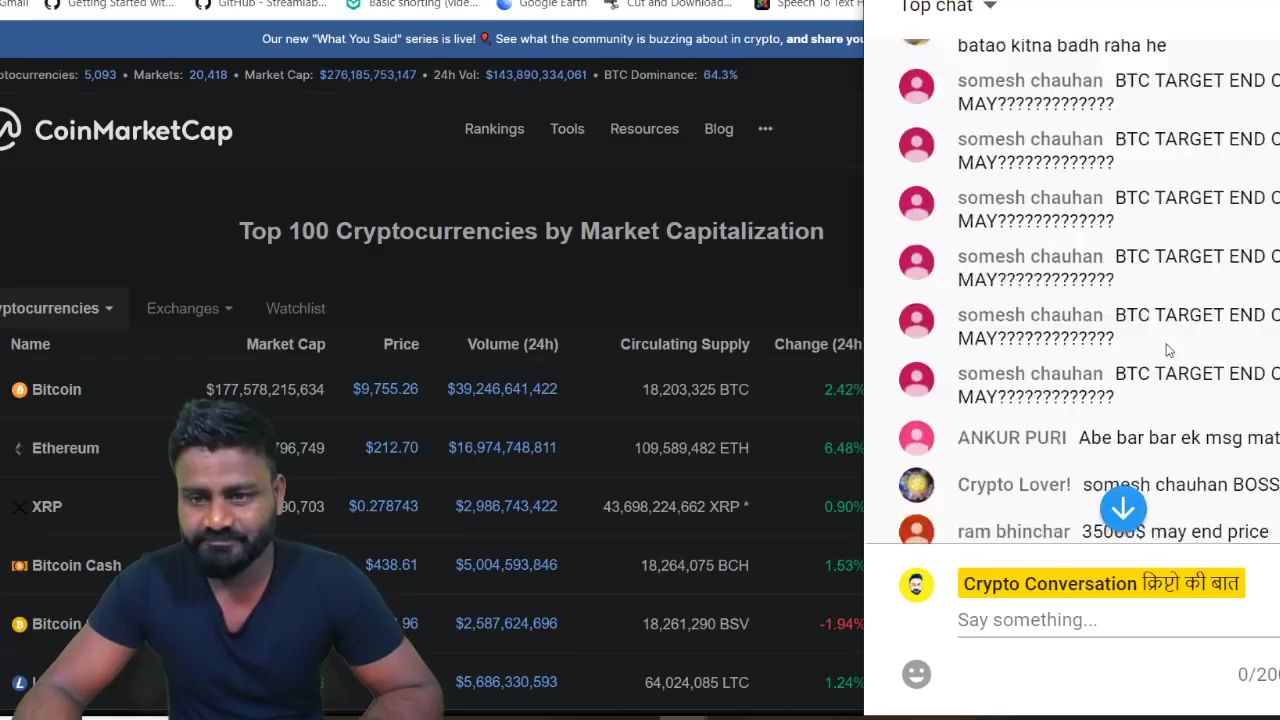 Gmail
Getting Started wit...
GitHub - Streamlab...
Basic shorting (vide...
Google Earth
Cut and Download...
Speech To Text
Our new "What You Said" series is live! 🎈 See what the community is buzzing about in crypto, and share you
ptocurrencies: 5,093 • Markets: 20,418 • Market Cap: $276,185,753,147 • 24h Vol: $143,890,334,061 • BTC Dominance: 64.3%
CoinMarketCap
Rankings Tools Resources Blog •••
Top 100 Cryptocurrencies by Market Capitalization
yptocurrencies Exchanges Watchlist
Name Market Cap Price Volume (24h) Circulating Supply Change (24h
Bitcoin $177,578,215,634 $9,755.26 $39,246,641,422 18,203,325 BTC 2.42%
Ethereum 796,749 $212.70 $16,974,748,811 109,589,482 ETH 6.48%
XRP 90,703 $0.278743 $2,986,743,422 43,698,224,662 XRP * 0.90%
Bitcoin Cash $438.61 $5,004,593,846 18,264,075 BCH 1.53%
Bitcoin .96 $2,587,624,696 18,261,290 BSV -1.94%
$5,686,330,593 64,024,085 LTC 1.24%
Top chat
batao kitna badh raha he
somesh chauhan BTC TARGET END O
MAY?????????????
somesh chauhan BTC TARGET END O
MAY?????????????
somesh chauhan BTC TARGET END O
MAY?????????????
somesh chauhan BTC TARGET END O
MAY?????????????
somesh chauhan BTC TARGET END O
MAY?????????????
somesh chauhan BTC TARGET END O
MAY?????????????
ANKUR PURI Abe bar bar ek msg mat
Crypto Lover! somesh chauhan BOSS
ram bhinchar 35000$ may end price
Crypto Conversation क्रिप्टो की बात
Say something...
0/200